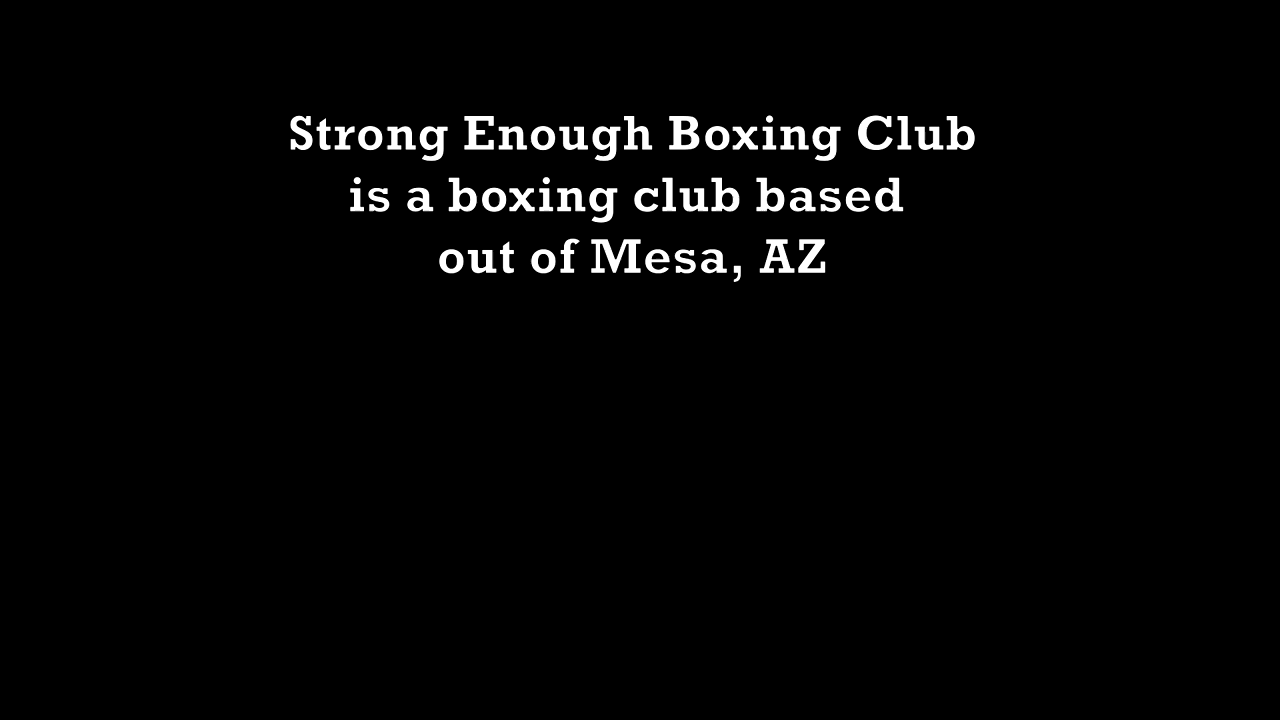 Strong Enough Boxing Club
is a boxing club based
out of Mesa, AZ